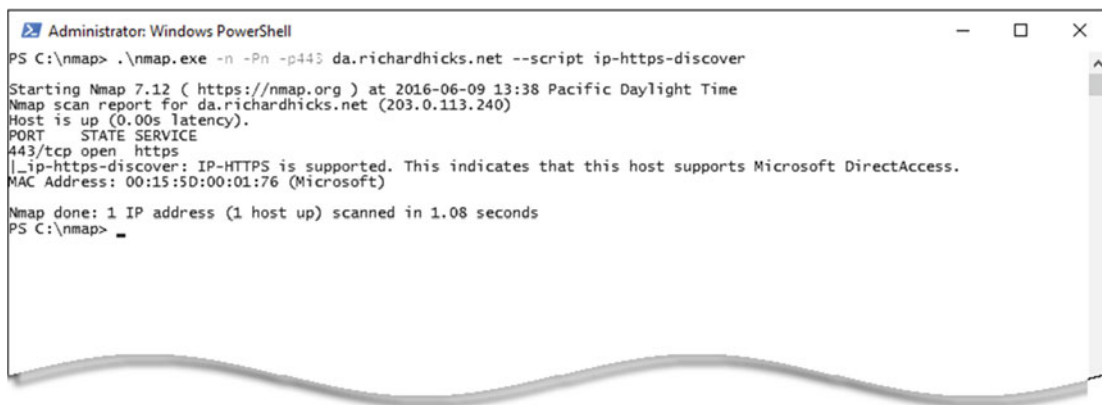 Administrator: Windows PowerShell
PS C:\nmap> .\nmap.exe -n -Pn -p443 da.richardhicks.net --script ip-https-discover
Starting Nmap 7.12 ( https://nmap.org ) at 2016-06-09 13:38 Pacific Daylight Time
Nmap scan report for da.richardhicks.net (203.0.113.240)
Host is up (0.00s latency).
PORT    STATE SERVICE
443/tcp open  https
|_ip-https-discover: IP-HTTPS is supported. This indicates that this host supports Microsoft DirectAccess.
MAC Address: 00:15:5D:00:01:76 (Microsoft)
Nmap done: 1 IP address (1 host up) scanned in 1.08 seconds
PS C:\nmap> _